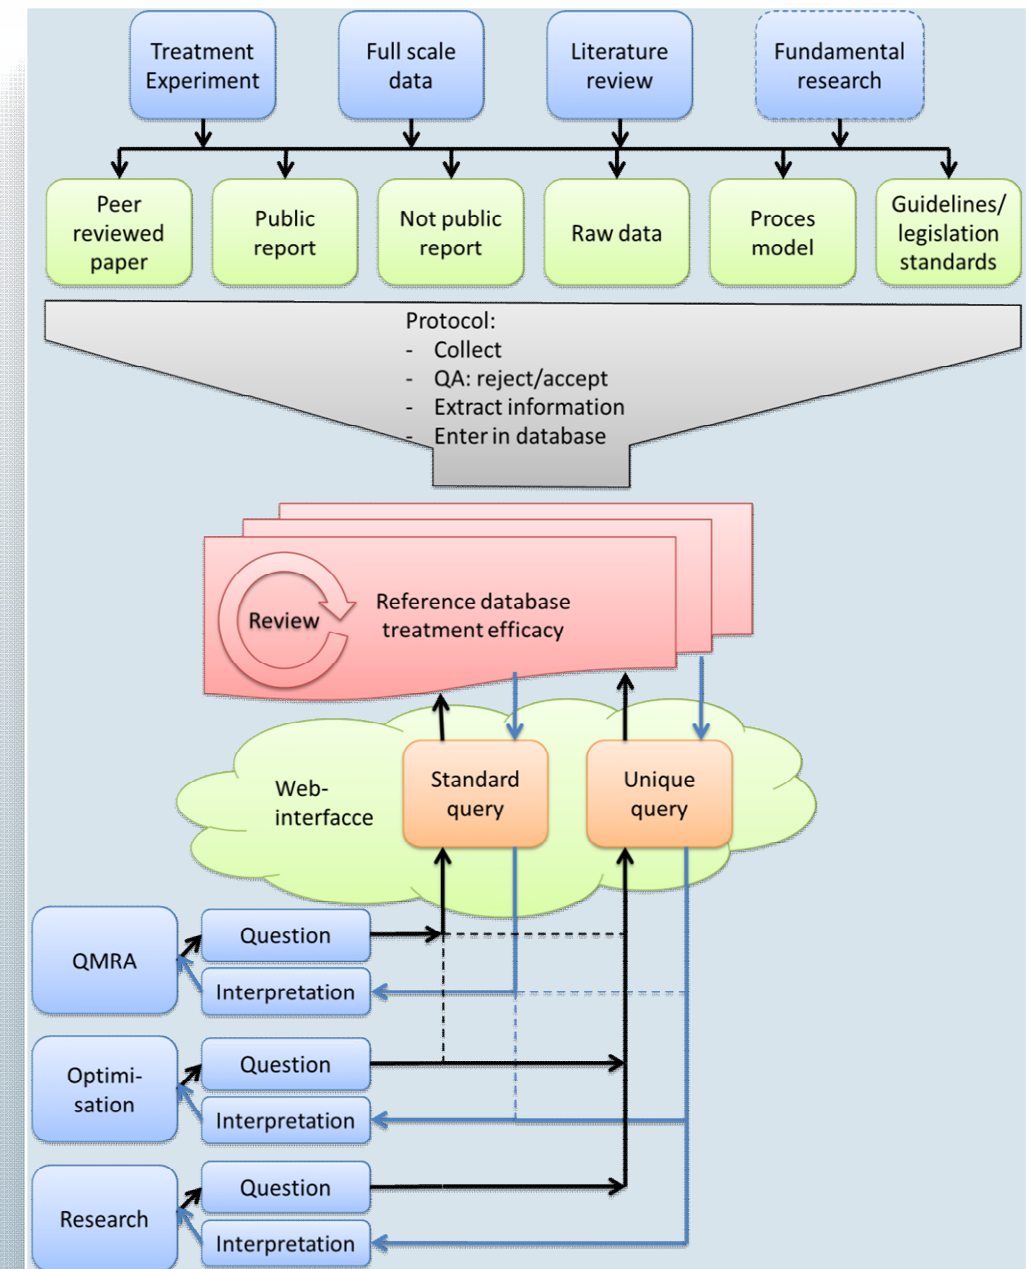 Treatment
Experiment
Full scale
data
Literature
review
Fundamental
research
Peer
reviewed
paper
Public
report
Not public
report
Raw data
Proces
model
Guidelines/
legislation
standards
Protocol:
- Collect
- QA: reject/accept
- Extract information
- Enter in database
Review
Reference database
treatment efficacy
Web-
interfacce
Standard
query
Unique
query
QMRA
Question
Interpretation
Optimi-
sation
Question
Interpretation
Research
Question
Interpretation